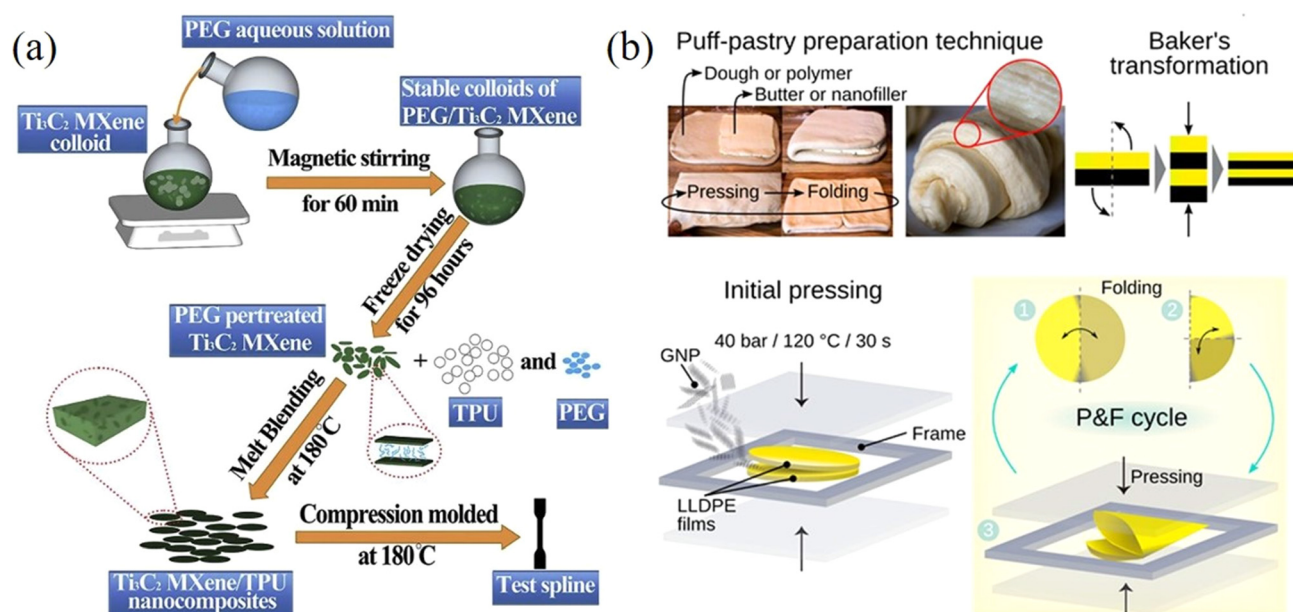 (a)
PEG aqueous solution
Ti₃C₂ MXene
colloid
Stable colloids of
PEG/Ti₃C₂ MXene
Magnetic stirring
for 60 min
Freeze drying
for 96 hours
PEG pertreated
Ti₃C₂ MXene
+
TPU
and
PEG
Melt Blending
at 180℃
Compression molded
at 180℃
Ti₃C₂ MXene/TPU
nanocomposites
Test spline
(b)
Puff-pastry preparation technique
Dough or polymer
Butter or nanofiller
Pressing
Folding
Baker's
transformation
Initial pressing
40 bar / 120 °C / 30 s
GNP
Frame
LLDPE
films
1
Folding
2
P&F cycle
Pressing
3